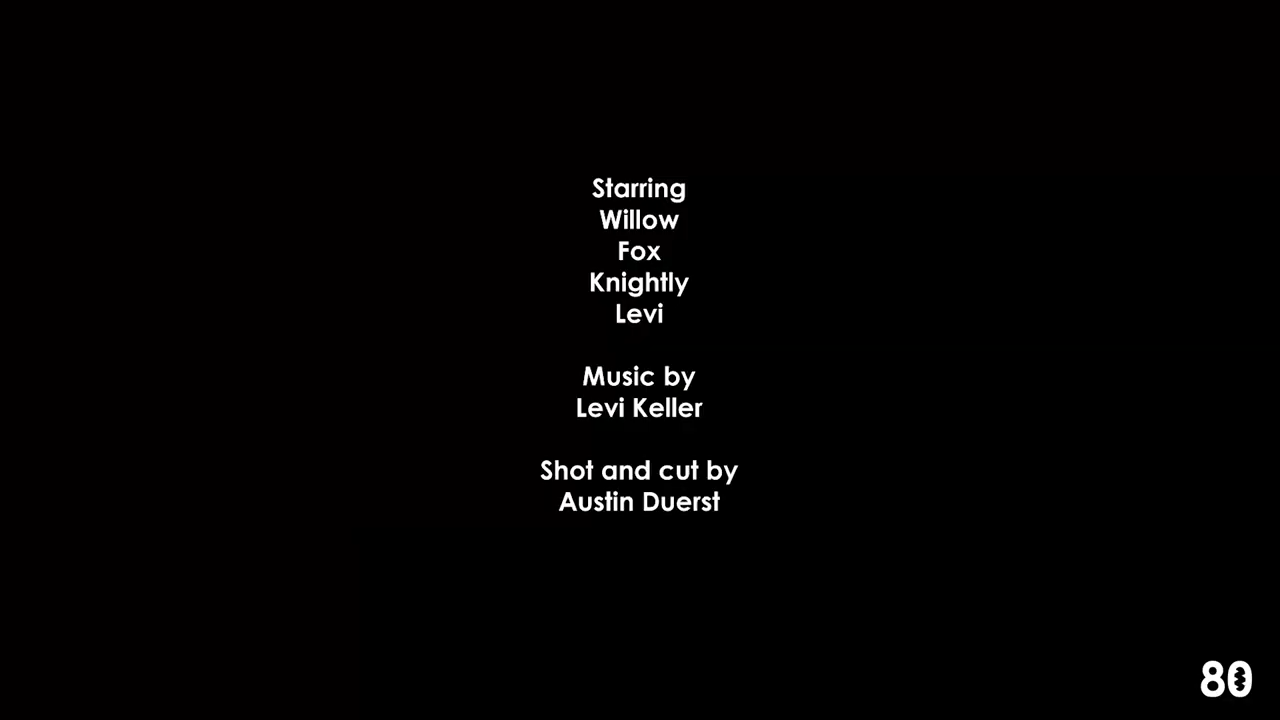 Starring
Willow
Fox
Knightly
Levi
Music by
Levi Keller
Shot and cut by
Austin Duerst
80